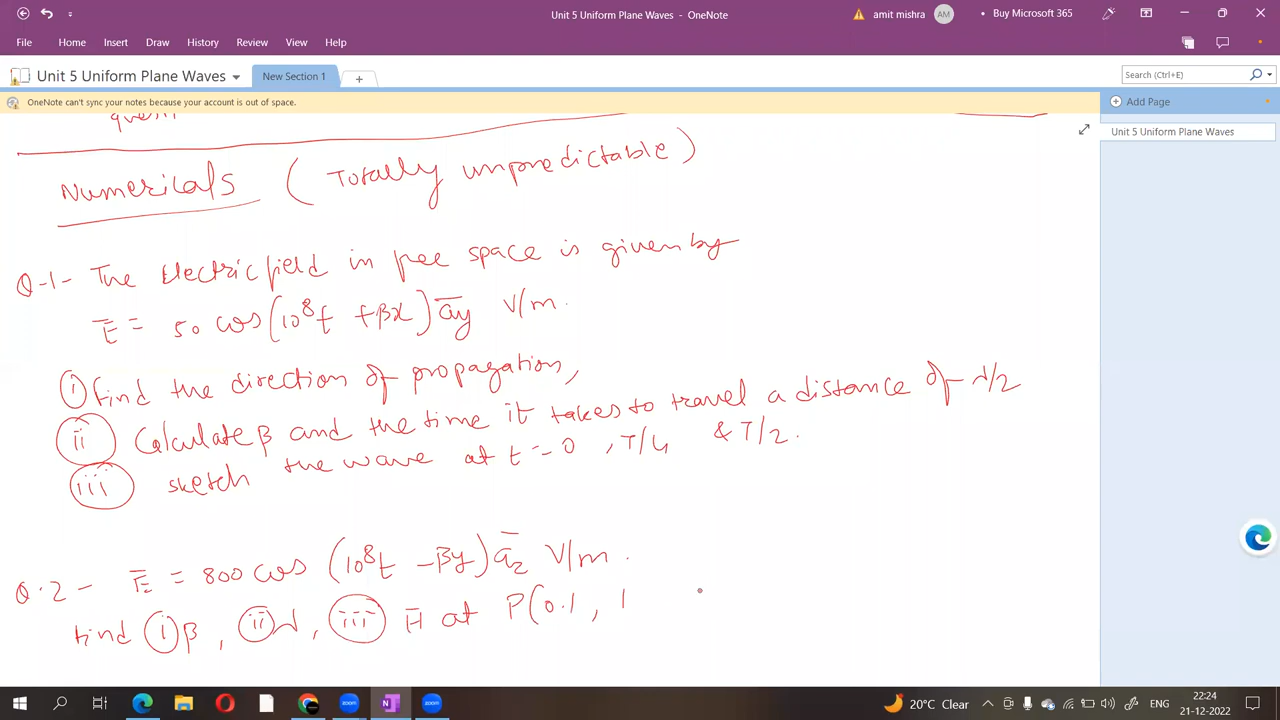 Unit 5 Uniform Plane Waves - OneNote
amit mishra AM Buy Microsoft 365
File Home Insert Draw History Review View Help
Unit 5 Uniform Plane Waves New Section 1 +
Search (Ctrl+E)
OneNote can't sync your notes because your account is out of space.
Add Page
Unit 5 Uniform Plane Waves
Numericals (Totally unpredictable)
Q-1- The Electric field in free space is given by
E̅ = 50 cos(10⁸t +βx) a̅y V/m.
(i) find the direction of propagation,
(ii) Calculate β and the time it takes to travel a distance of λ/2
(iii) sketch the wave at t=0, T/4 & T/2.
Q.2- E̅ = 800 cos (10⁸t -βy) a̅z V/m.
find (i) β, (ii) λ, (iii) H̅ at P(0.1, 1
20°C Clear
22:24
21-12-2022